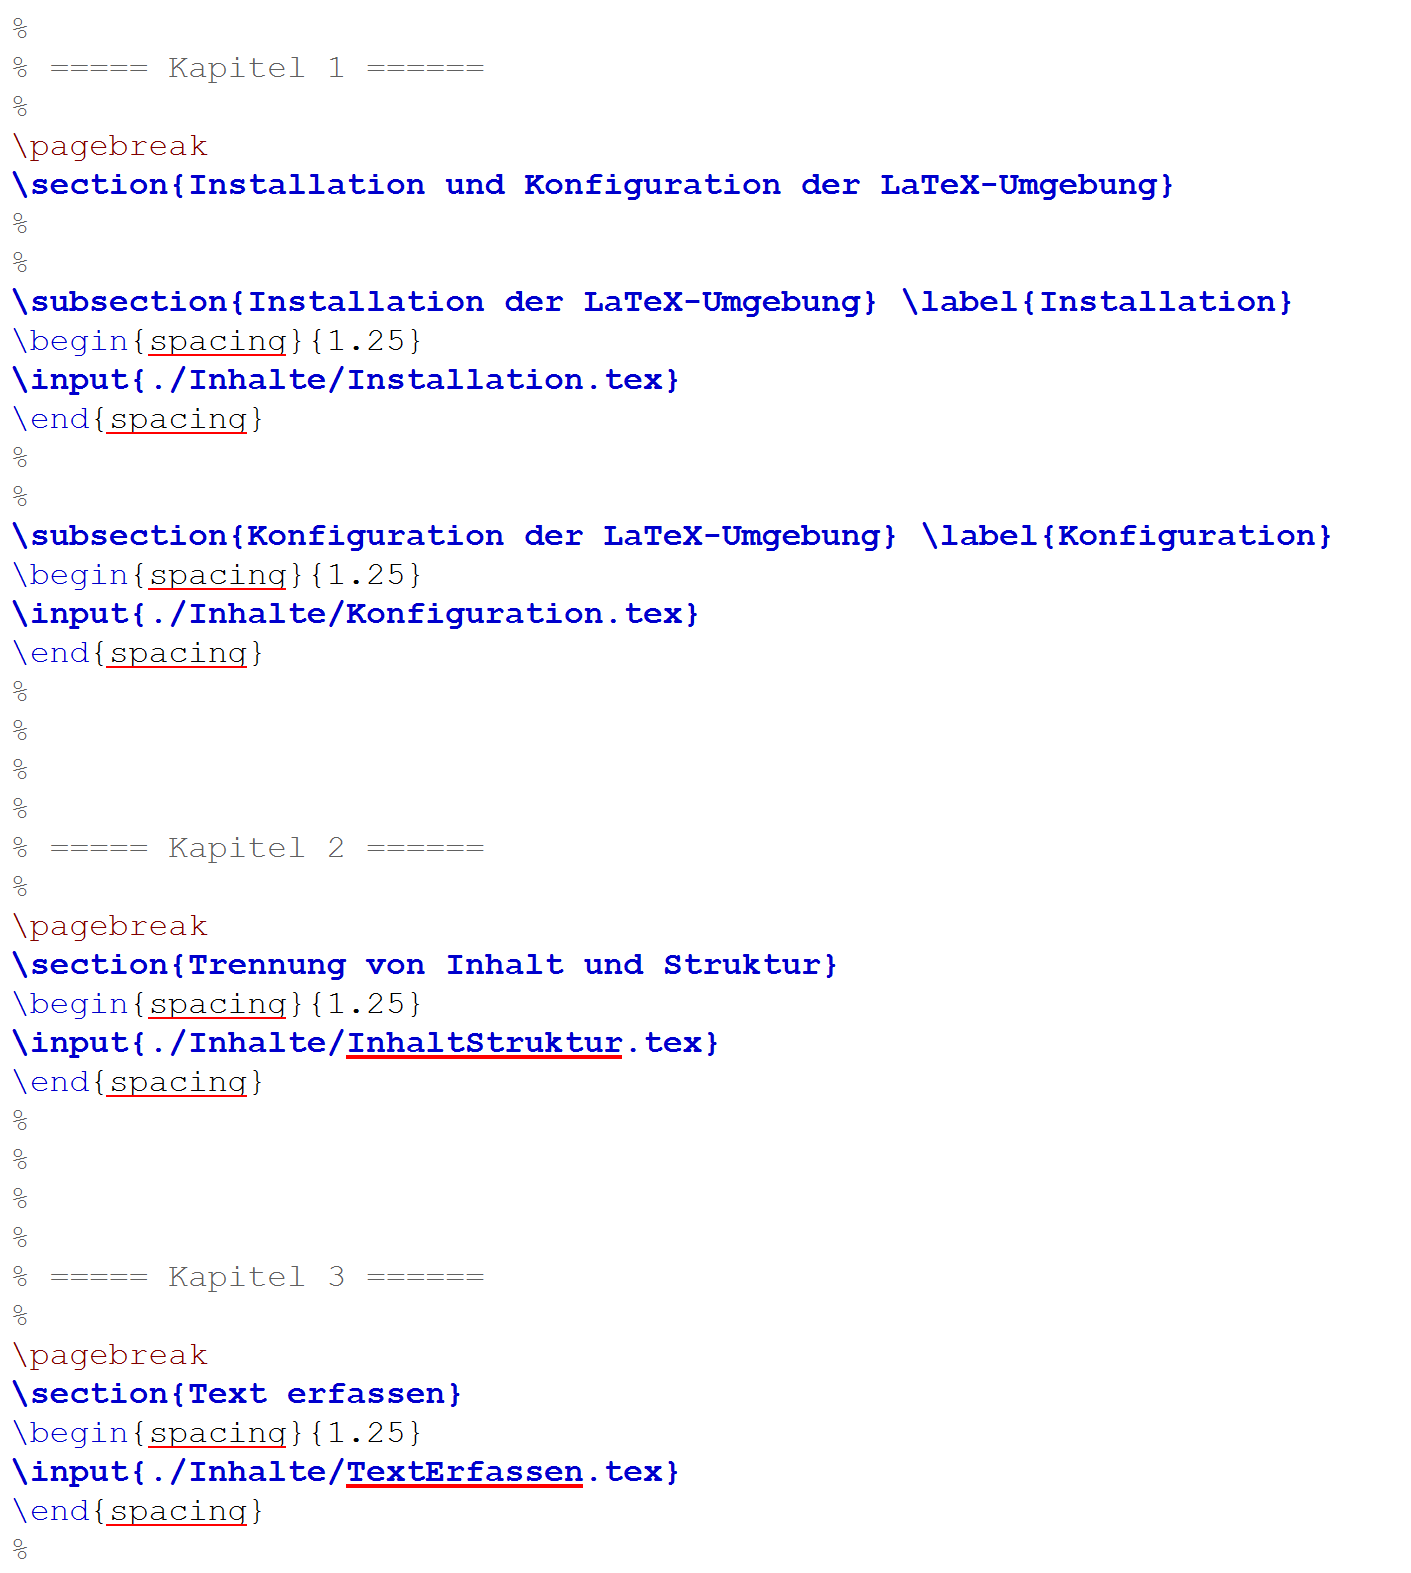 %
% ===== Kapitel 1 ======
%
\pagebreak
\section{Installation und Konfiguration der LaTeX-Umgebung}
%
%
\subsection{Installation der LaTeX-Umgebung} \label{Installation}
\begin{spacing}{1.25}
\input{./Inhalte/Installation.tex}
\end{spacing}
%
%
\subsection{Konfiguration der LaTeX-Umgebung} \label{Konfiguration}
\begin{spacing}{1.25}
\input{./Inhalte/Konfiguration.tex}
\end{spacing}
%
%
%
%
% ===== Kapitel 2 ======
%
\pagebreak
\section{Trennung von Inhalt und Struktur}
\begin{spacing}{1.25}
\input{./Inhalte/InhaltStruktur.tex}
\end{spacing}
%
%
%
%
% ===== Kapitel 3 ======
%
\pagebreak
\section{Text erfassen}
\begin{spacing}{1.25}
\input{./Inhalte/TextErfassen.tex}
\end{spacing}
%